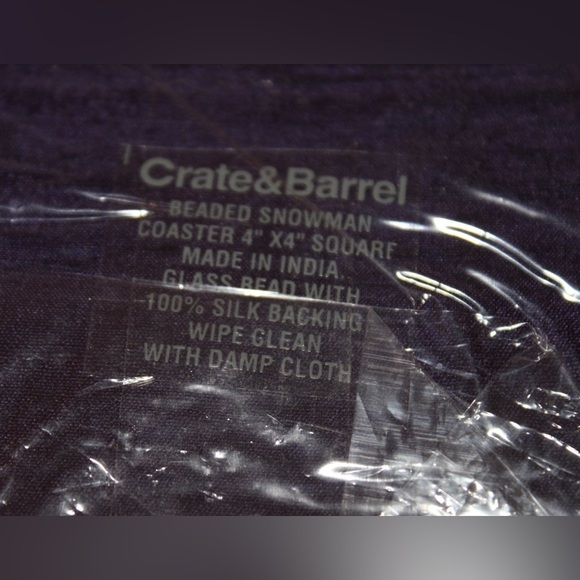 Crate&Barrel
BEADED SNOWMAN
COASTER 4" X4" SQUARE
MADE IN INDIA.
GLASS BEAD WITH
100% SILK BACKING
WIPE CLEAN
WITH DAMP CLOTH